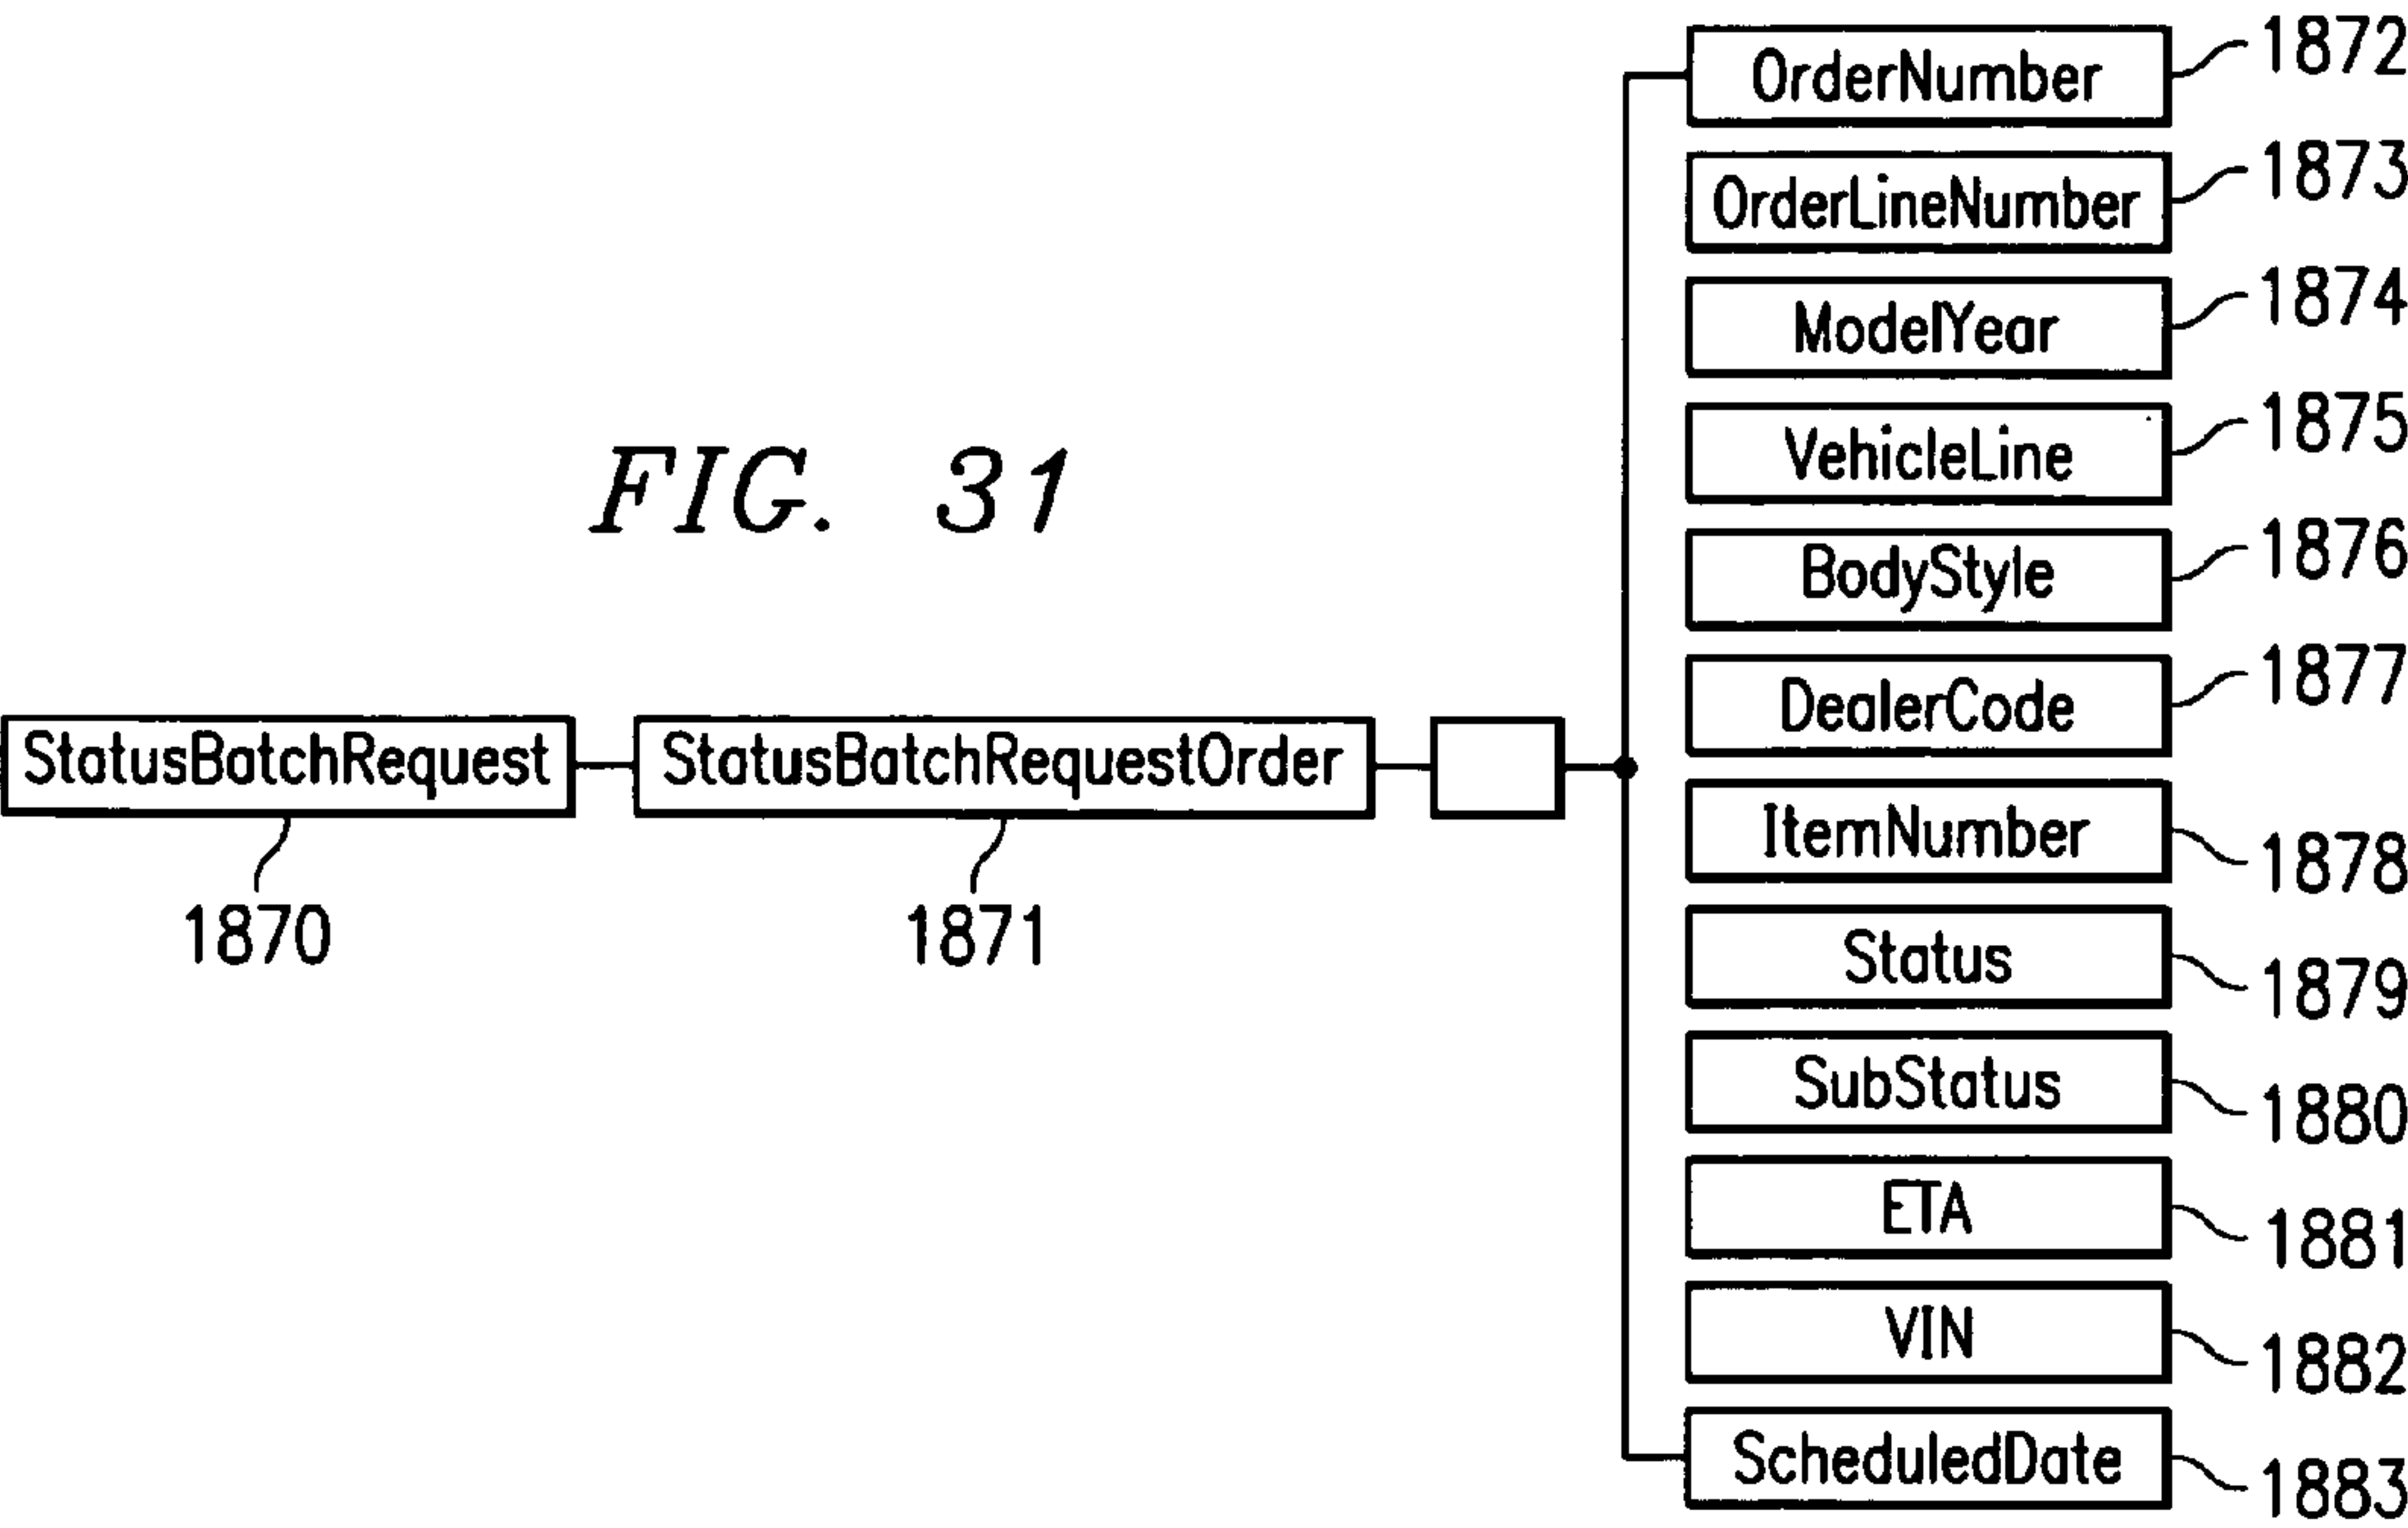 OrderNumber 1872
OrderLineNumber 1873
ModelYear 1874
VehicleLine 1875
FIG. 31
BodyStyle 1876
DealerCode 1877
StatusBatchRequest StatusBatchRequestOrder
ItemNumber 1878
1870 1871
Status 1879
SubStatus 1880
ETA 1881
VIN 1882
ScheduledDate 1883